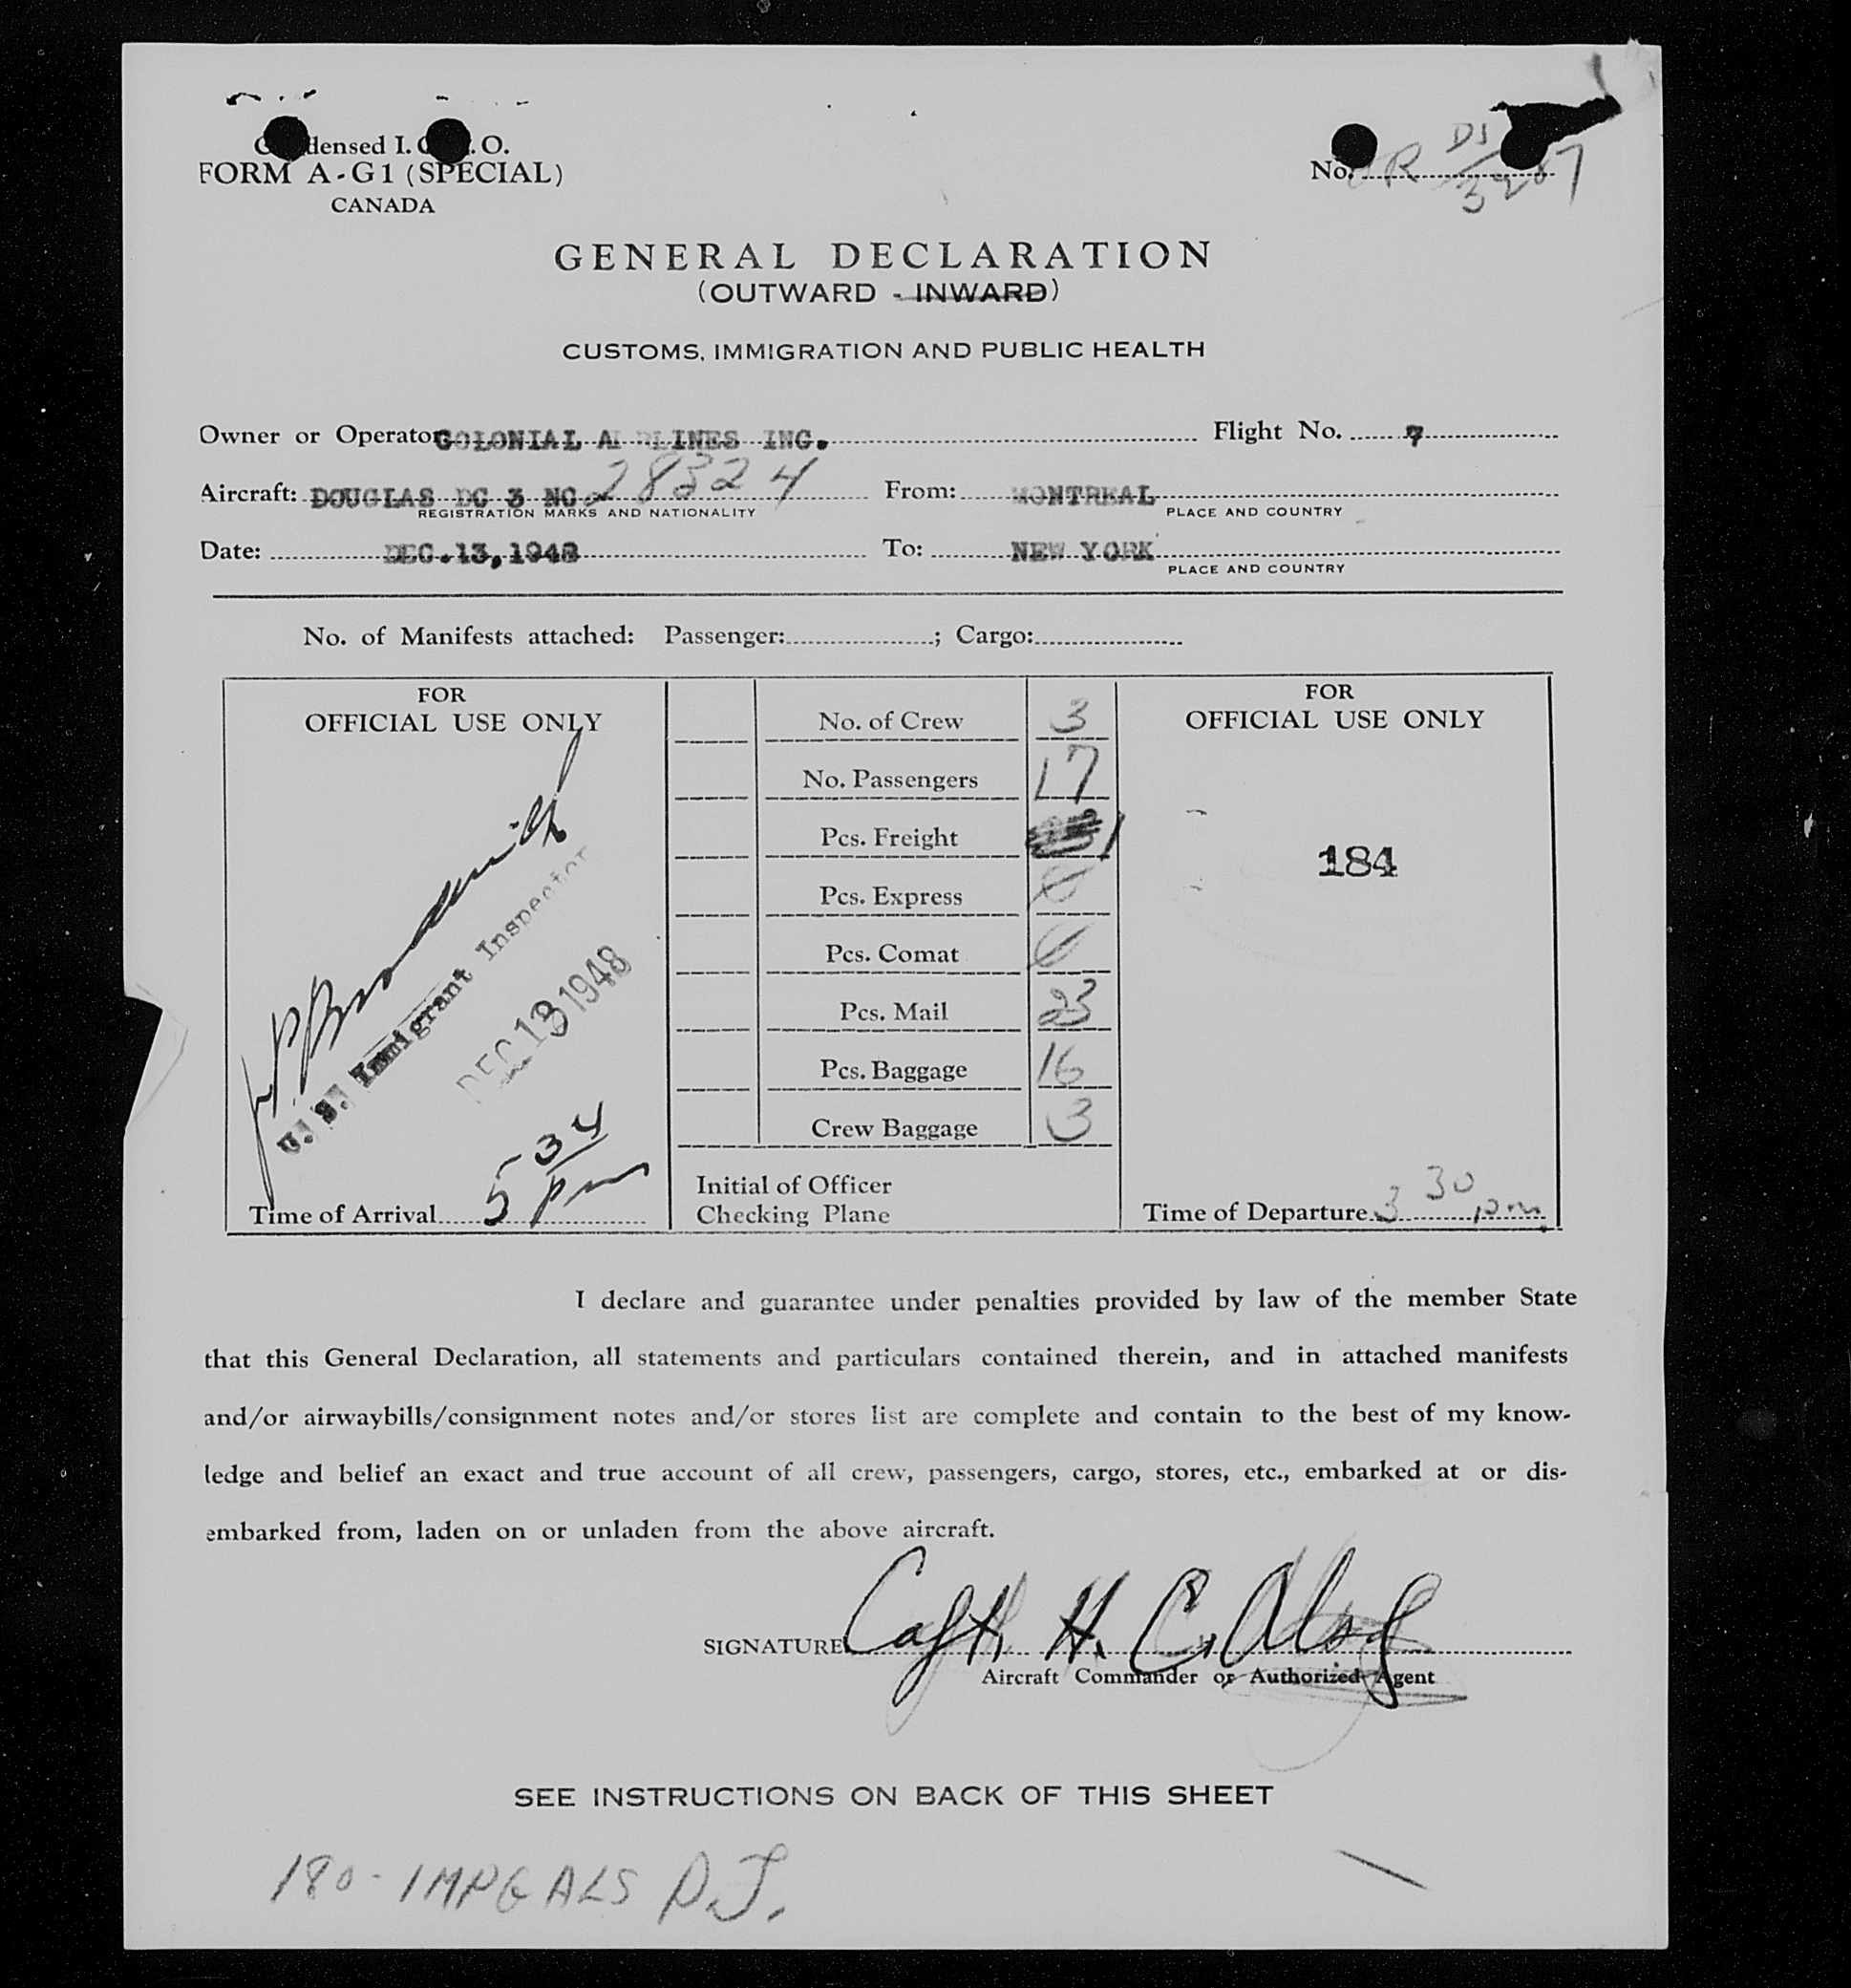 Condensed I.C.A.O.
FORM A-G1 (SPECIAL)
CANADA
No. 3207
GENERAL DECLARATION
(OUTWARD - INWARD)
CUSTOMS, IMMIGRATION AND PUBLIC HEALTH
Owner or Operator COLONIAL AIRLINES INC. Flight No. 7
Aircraft: DOUGLAS DC 3 NC 28324 From: MONTREAL
REGISTRATION MARKS AND NATIONALITY PLACE AND COUNTRY
Date: DEC.13,1948 To: NEW YORK
PLACE AND COUNTRY
No. of Manifests attached: Passenger: ; Cargo:
FOR
OFFICIAL USE ONLY
U. S. Immigrant Inspector
DEC 13 1948
5 34 pm
Time of Arrival
No. of Crew 3
No. Passengers 17
Pcs. Freight 1
Pcs. Express 0
Pcs. Comat 0
Pcs. Mail 23
Pcs. Baggage 16
Crew Baggage 3
Initial of Officer
Checking Plane
FOR
OFFICIAL USE ONLY
184
Time of Departure 3 30 p.m.
I declare and guarantee under penalties provided by law of the member State
that this General Declaration, all statements and particulars contained therein, and in attached manifests
and/or airwaybills/consignment notes and/or stores list are complete and contain to the best of my know-
ledge and belief an exact and true account of all crew, passengers, cargo, stores, etc., embarked at or dis-
embarked from, laden on or unladen from the above aircraft.
SIGNATURE Capt. H. C.
Aircraft Commander or Authorized Agent
SEE INSTRUCTIONS ON BACK OF THIS SHEET
180 - IMP GALS D.J.